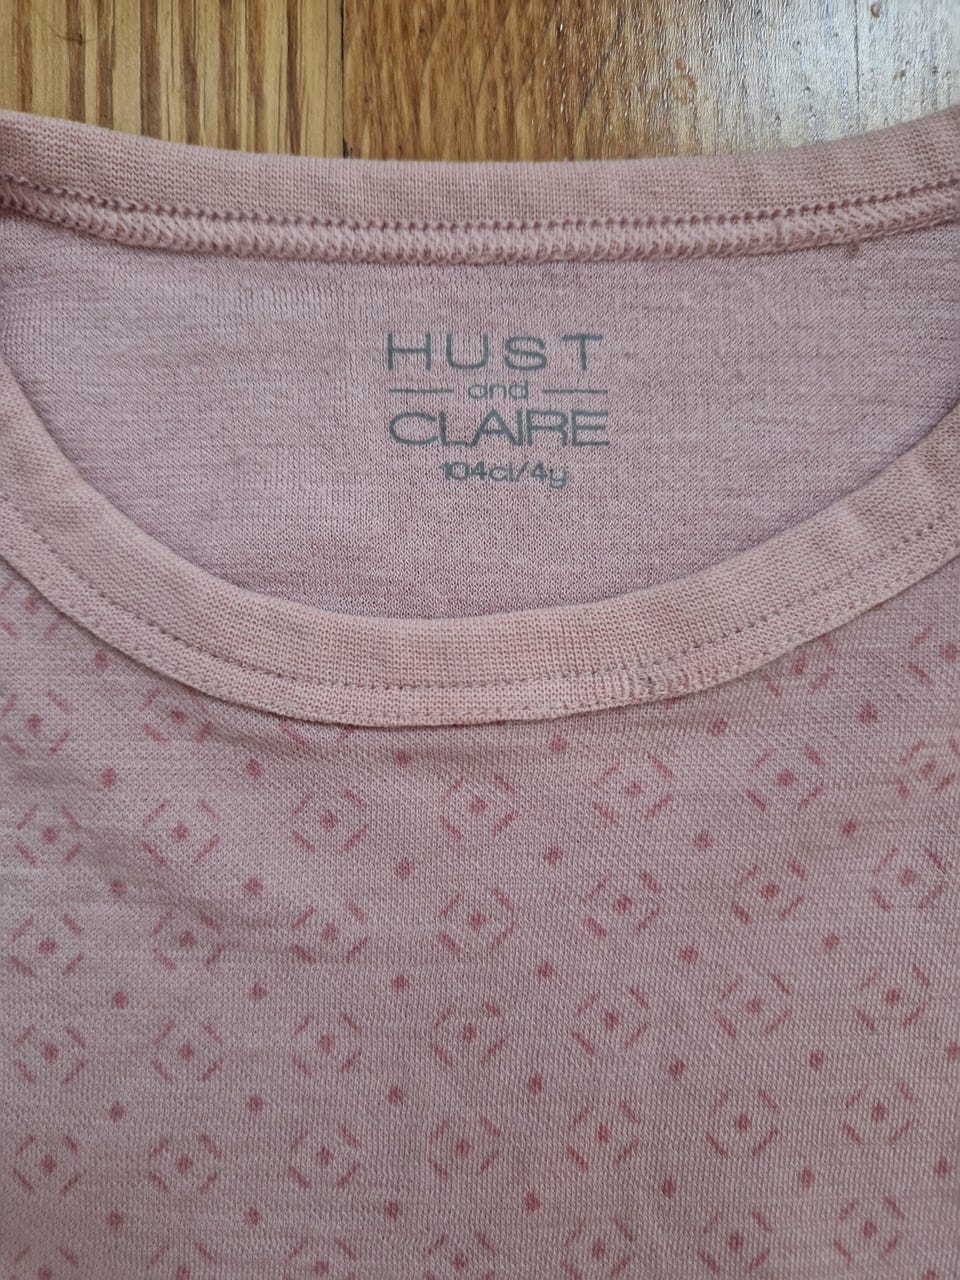 HUST
and
CLAIRE
104cl/4y